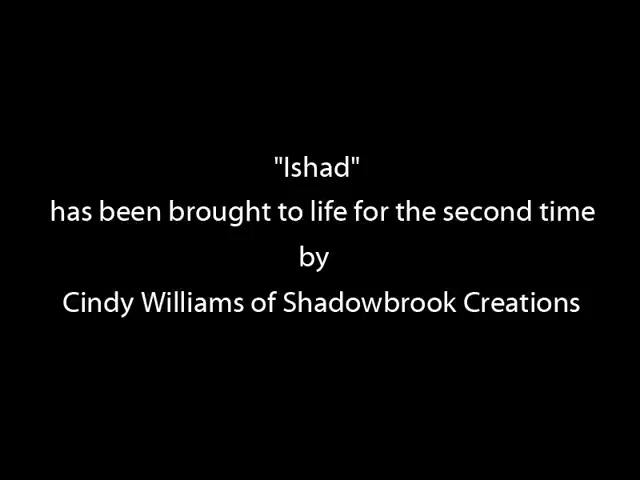 "Ishad"
has been brought to life for the second time
by
Cindy Williams of Shadowbrook Creations